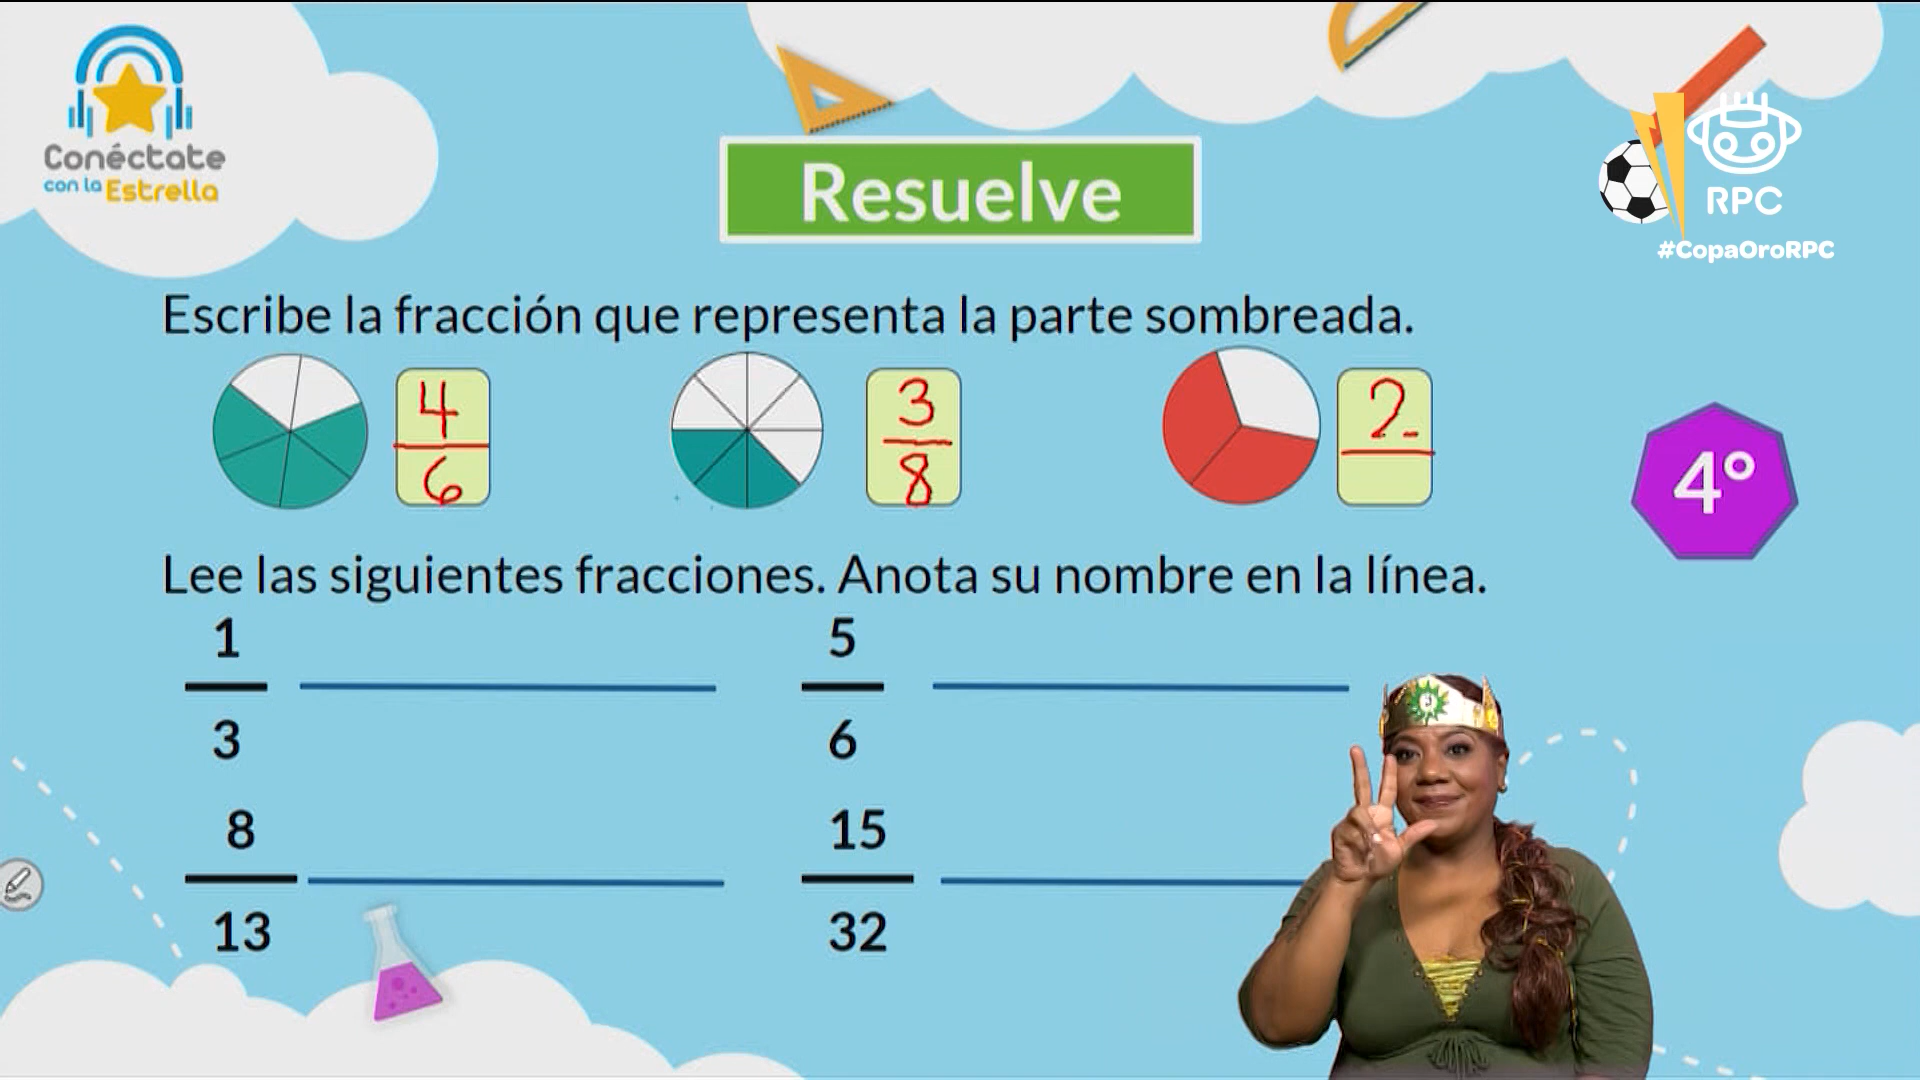 Conéctate
con la Estrella
Resuelve
RPC
#CopaOroRPC
Escribe la fracción que representa la parte sombreada.
4
6
3
8
2
4º
Lee las siguientes fracciones. Anota su nombre en la línea.
1
3
5
6
8
13
15
32